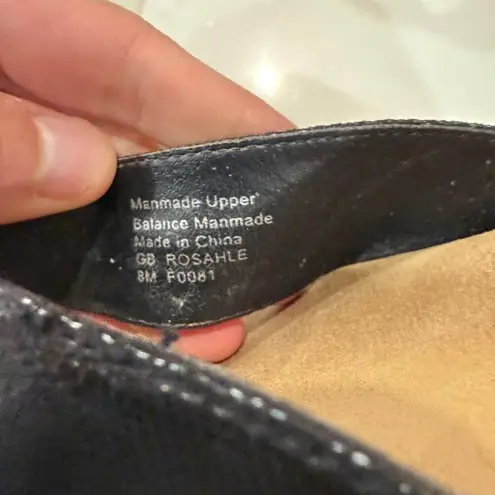 Manmade Upper
Balance Manmade
Made in China
GB ROSAHLE
8M F0081